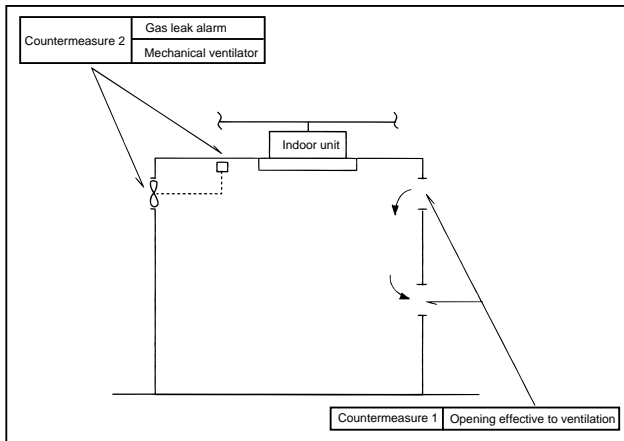 Countermeasure 2
Gas leak alarm
Mechanical ventilator
Indoor unit
Countermeasure 1
Opening effective to ventilation